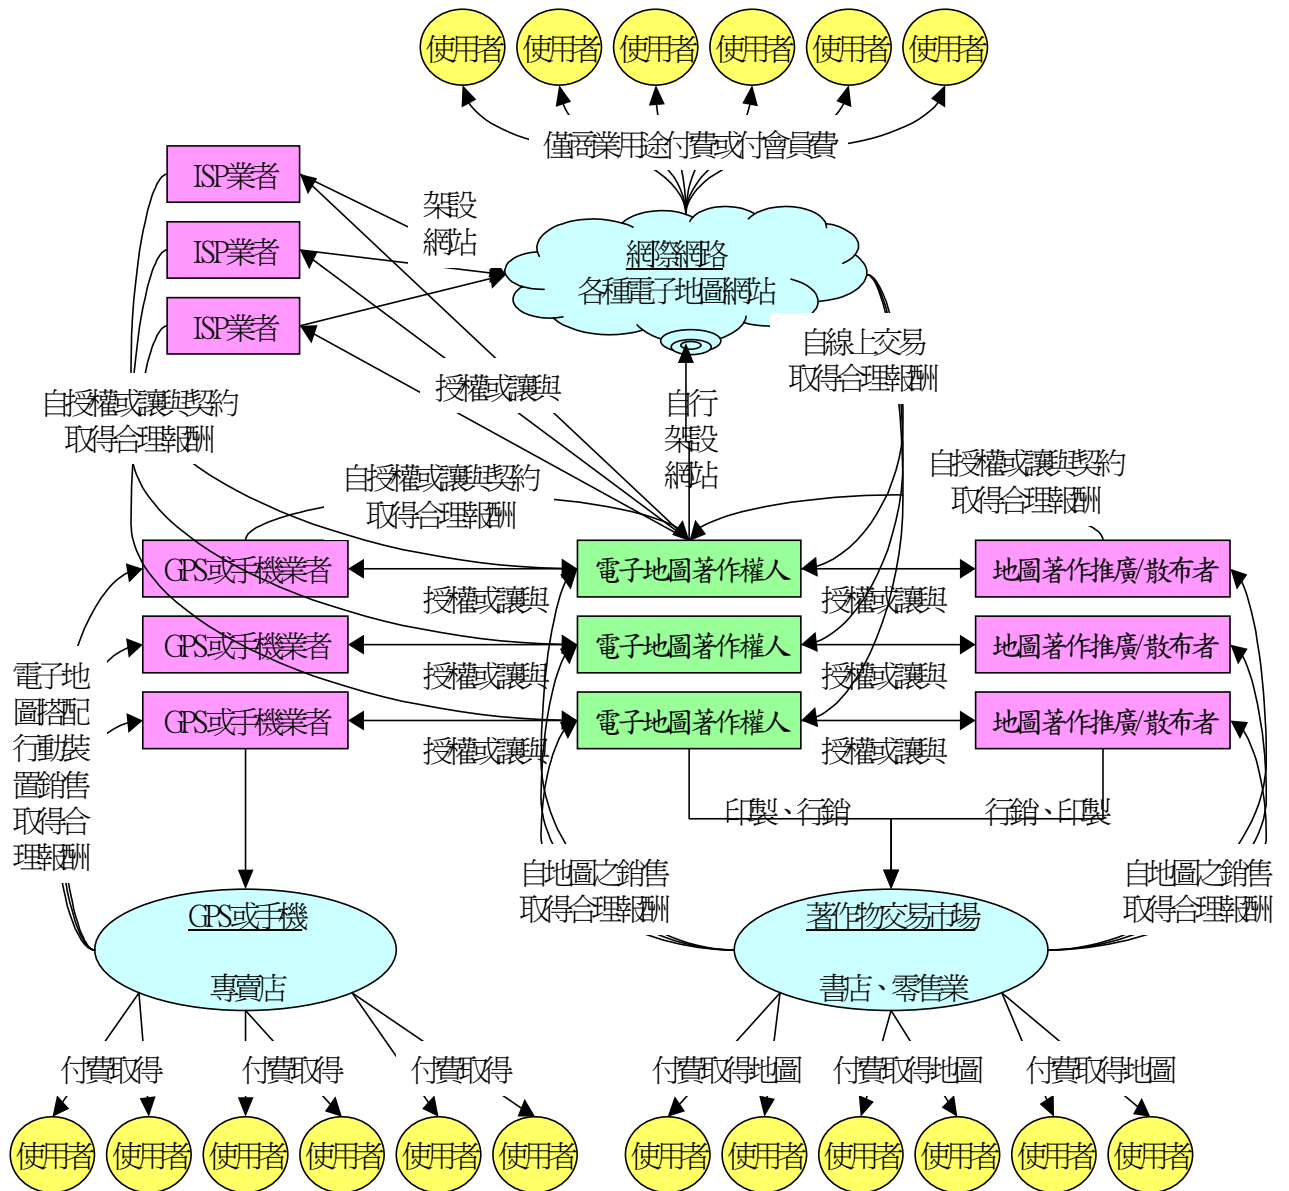 使用者
使用者
使用者
使用者
使用者
使用者
僅商業用途付費或付會員費
ISP業者
ISP業者
ISP業者
架設
網站
網際網路
各種電子地圖網站
自線上交易
取得合理報酬
授權或讓與
自行
架設
網站
自授權或讓與契約
取得合理報酬
自授權或讓與契約
取得合理報酬
自授權或讓與契約
取得合理報酬
GPS或手機業者
電子地圖著作權人
地圖著作推廣/散布者
授權或讓與
授權或讓與
GPS或手機業者
電子地圖著作權人
地圖著作推廣/散布者
授權或讓與
授權或讓與
GPS或手機業者
電子地圖著作權人
地圖著作推廣/散布者
授權或讓與
授權或讓與
電子地
圖搭配
行動裝
置銷售
取得合
理報酬
印製、行銷
行銷、印製
自地圖之銷售
取得合理報酬
自地圖之銷售
取得合理報酬
GPS或手機
專賣店
著作物交易市場
書店、零售業
付費取得
付費取得
付費取得
付費取得地圖
付費取得地圖
付費取得地圖
使用者
使用者
使用者
使用者
使用者
使用者
使用者
使用者
使用者
使用者
使用者
使用者